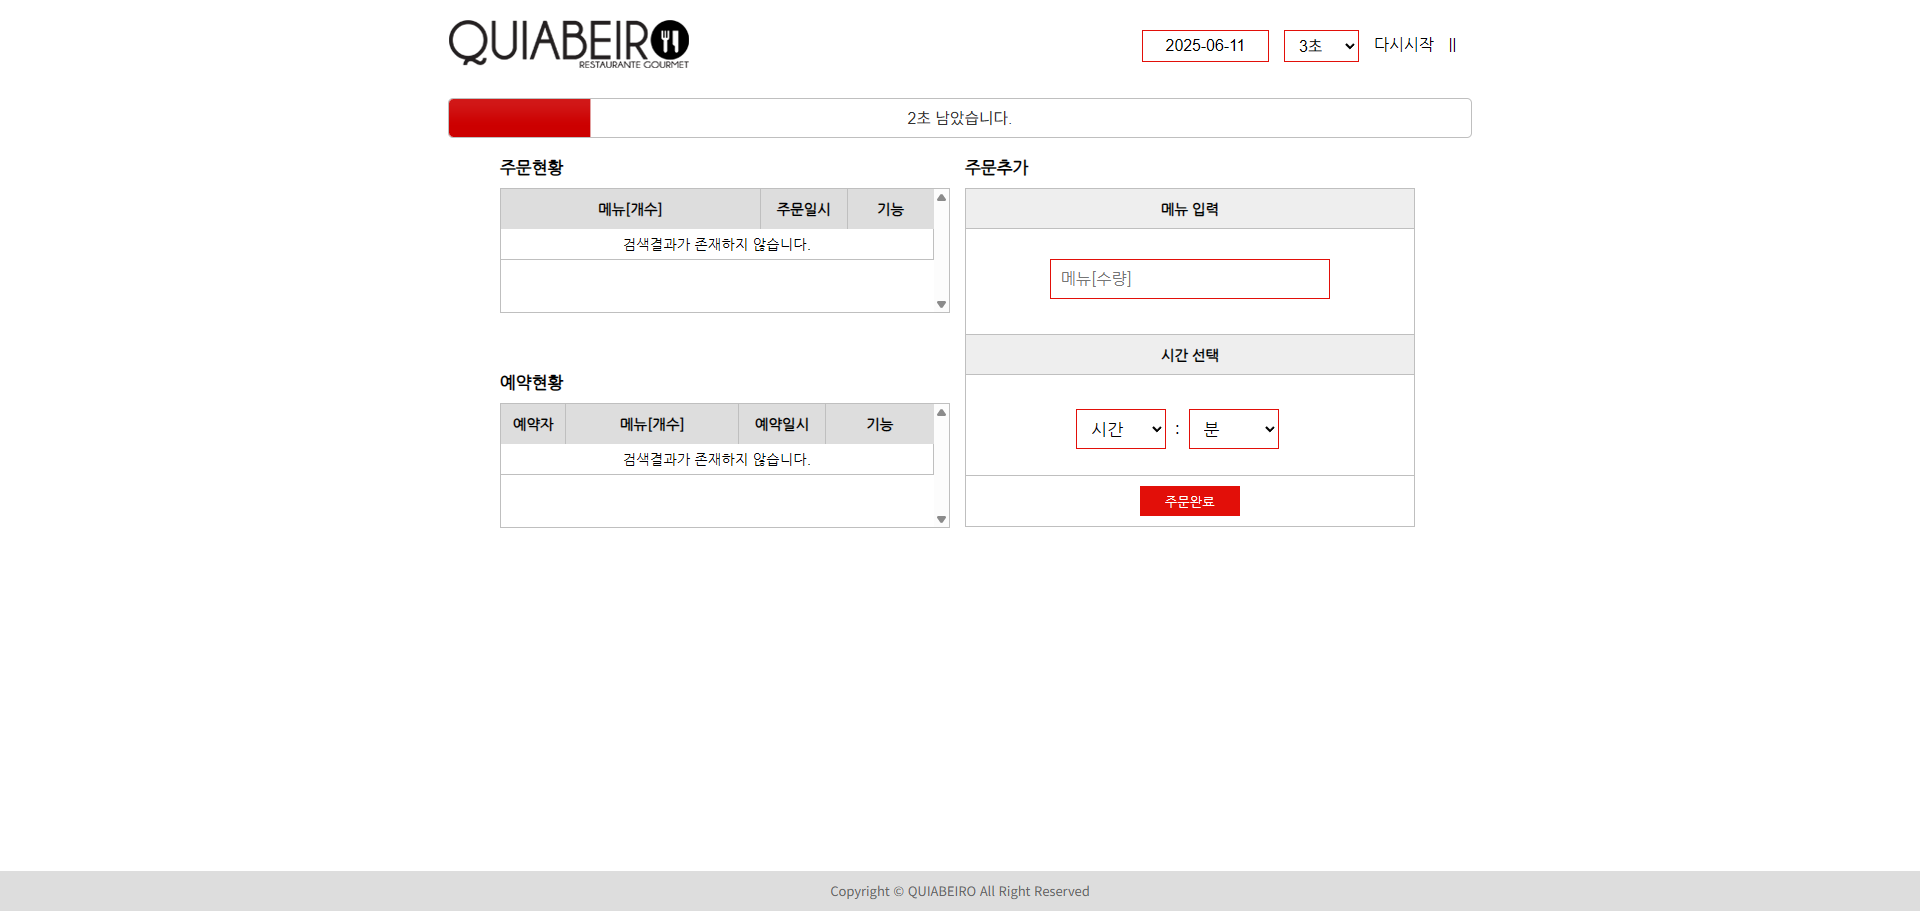 QUIABEIRO
RESTAURANTE GOURMET
2025-06-11 3초 다시시작 ||
2초 남았습니다.
주문현황
메뉴[개수] 주문일시 기능
검색결과가 존재하지 않습니다.
예약현황
예약자 메뉴[개수] 예약일시 기능
검색결과가 존재하지 않습니다.
주문추가
메뉴 입력
메뉴[수량]
시간 선택
시간 : 분
주문완료
Copyright © QUIABEIRO All Right Reserved